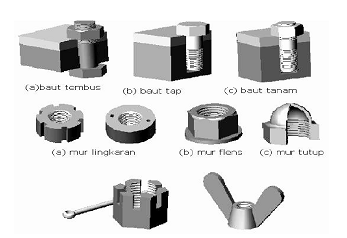 (a)baut tembus
(b) baut tap
(c) baut tanam
(a) mur lingkaran
(b) mur flens
(c) mur tutup